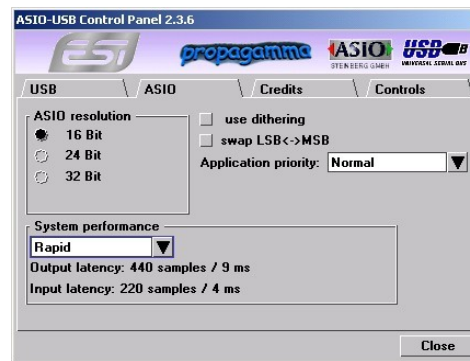 ASIO-USB Control Panel 2.3.6
ESI propagamma ASIO USB
STEINBERG GMBH UNIVERSAL SERIAL BUS
USB ASIO Credits Controls
ASIO resolution
16 Bit
24 Bit
32 Bit
use dithering
swap LSB<->MSB
Application priority: Normal
System performance
Rapid
Output latency: 440 samples / 9 ms
Input latency: 220 samples / 4 ms
Close